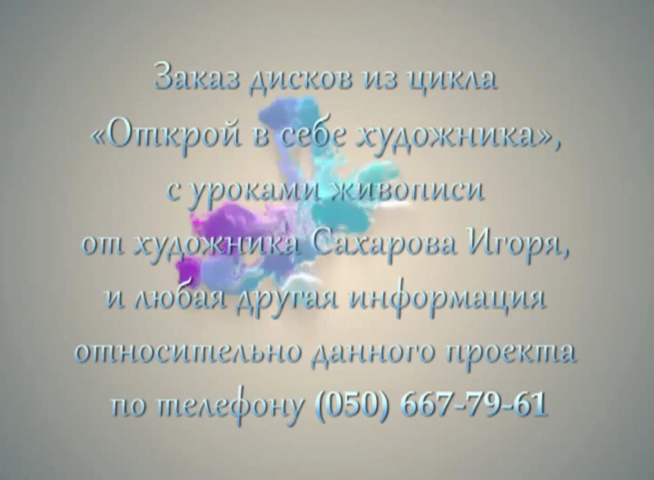 Заказ дисков из цикла
«Открой в себе художника»,
с уроками живописи
от художника Сахарова Игоря,
и любая другая информация
относительно данного проекта
по телефону (050) 667-79-61